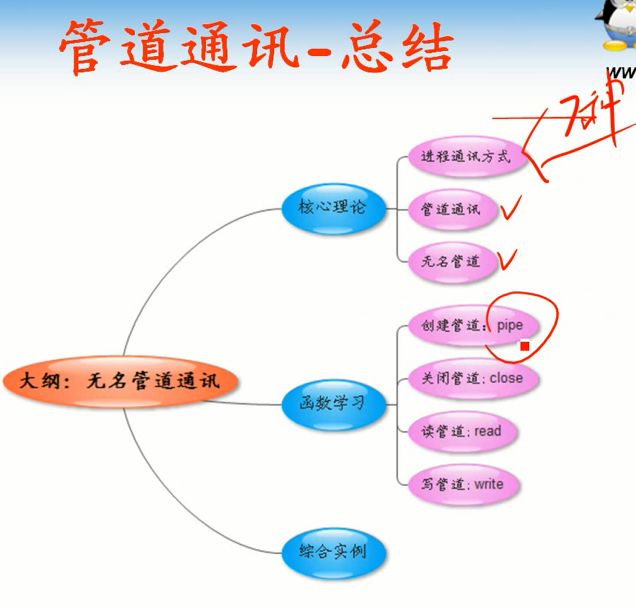 管道通讯-总结
ww
7种
进程通讯方式
核心理论
管道通讯
无名管道
创建管道：pipe
大纲：无名管道通讯
关闭管道：close
函数学习
读管道：read
写管道：write
综合实例